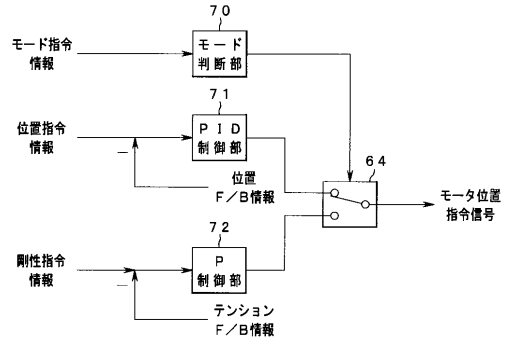 70
モード指令
情報
モード
判断部
71
位置指令
情報
PID
制御部
位置
F/B情報
64
モータ位置
指令信号
72
剛性指令
情報
P
制御部
テンション
F/B情報